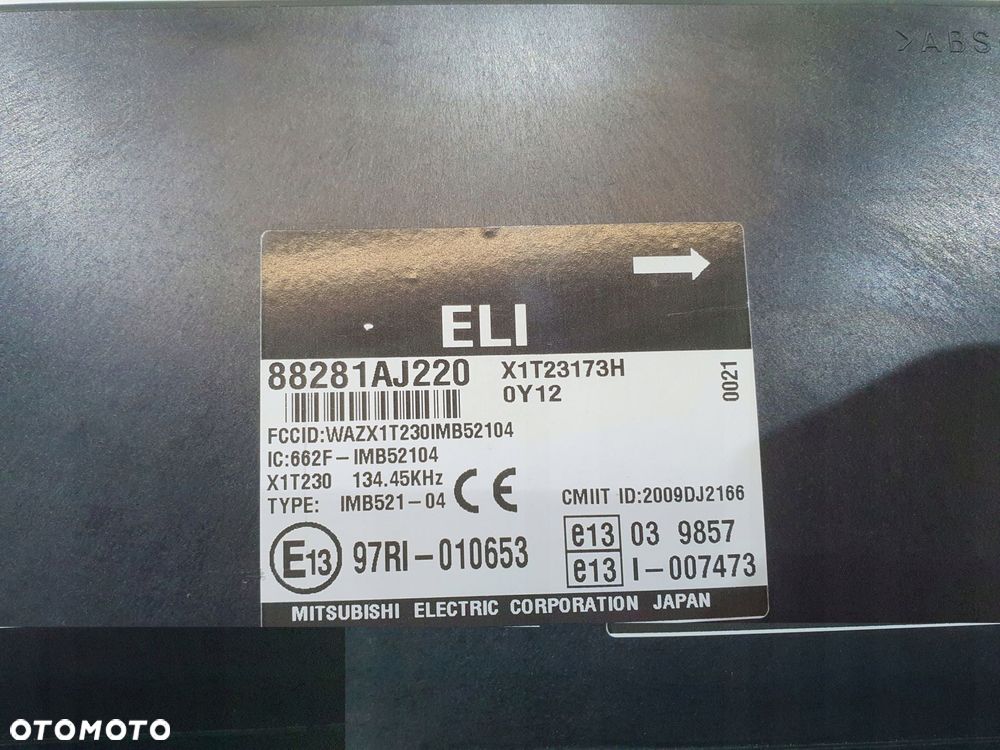 >ABS
ELI
88281AJ220 X1T23173H
0Y12
0021
FCCID:WAZX1T230IMB52104
IC:662F-IMB52104
X1T230 134.45KHz
TYPE: IMB521-04 CE
CMIIT ID:2009DJ2166
E13 97RI-010653
e13 03 9857
e13 I-007473
MITSUBISHI ELECTRIC CORPORATION JAPAN
OTOMOTO